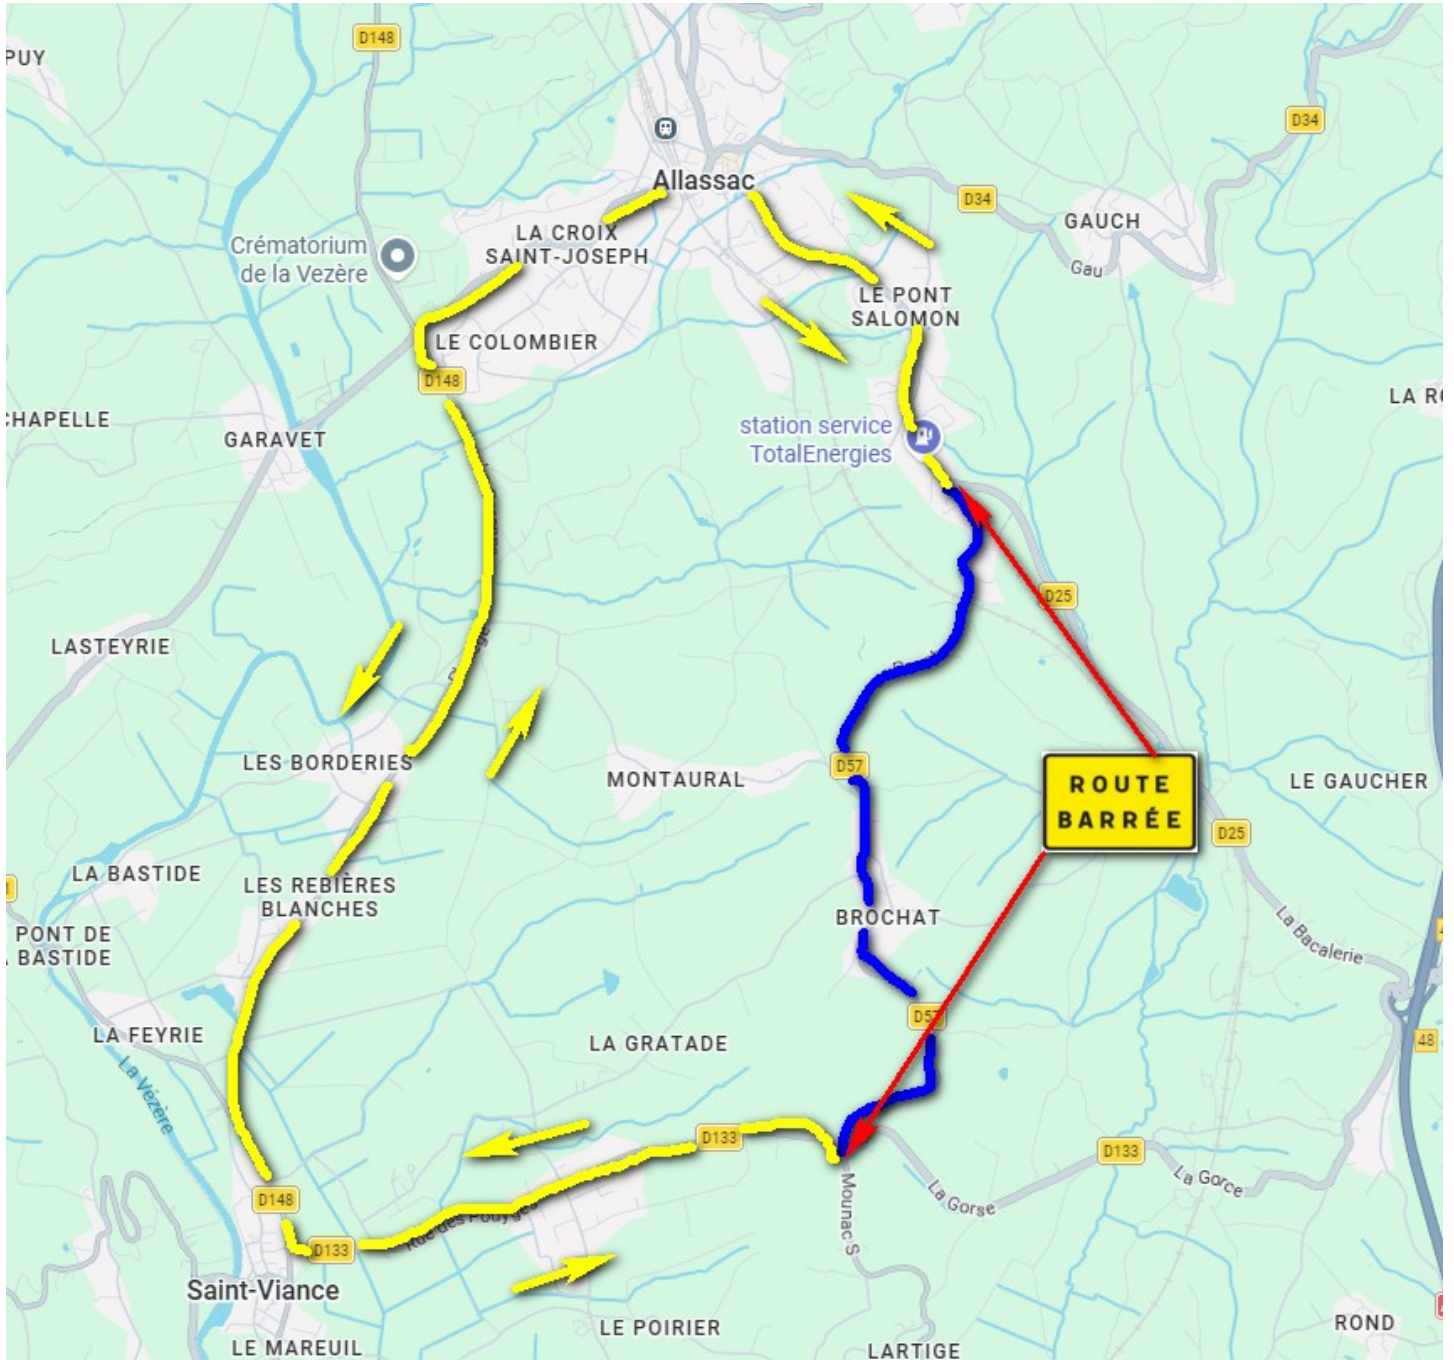 D148
PUY
D34
Allassac
D34
GAUCH
LA CROIX
SAINT-JOSEPH
Crématorium
de la Vezère
Gau
LE PONT
SALOMON
LE COLOMBIER
D148
CHAPELLE
LA RO
GARAVET
station service
TotalEnergies
D25
LASTEYRIE
LES BORDERIES
MONTAURAL
D57
ROUTE
BARRÉE
LE GAUCHER
D25
LA BASTIDE
LES REBIÈRES
BLANCHES
BROCHAT
PONT DE
BASTIDE
La Bacalerie
D57
LA FEYRIE
LA GRATADE
48
La Vézère
D133
D133
La Gorce
La Gorse
Mounac S
D148
Rue des Pouyges
D133
Saint-Viance
LE POIRIER
ROND
LE MAREUIL
LARTIGE